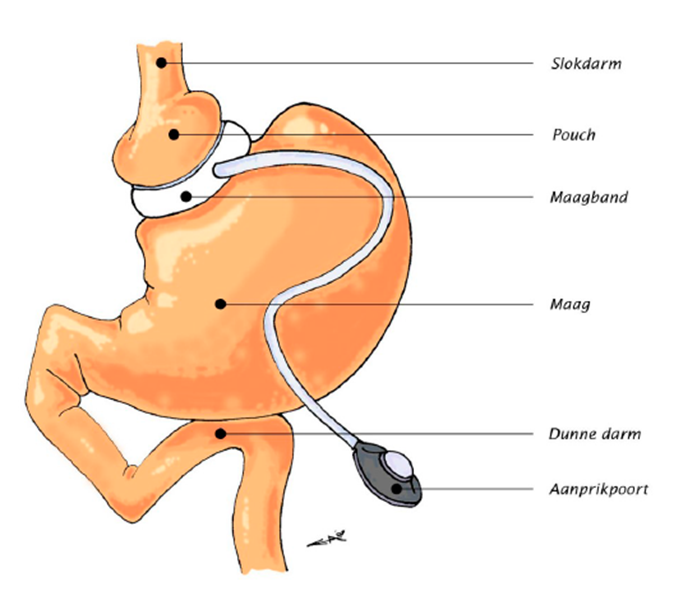 Slokdarm
Pouch
Maagband
Maag
Dunne darm
Aanprikpoort